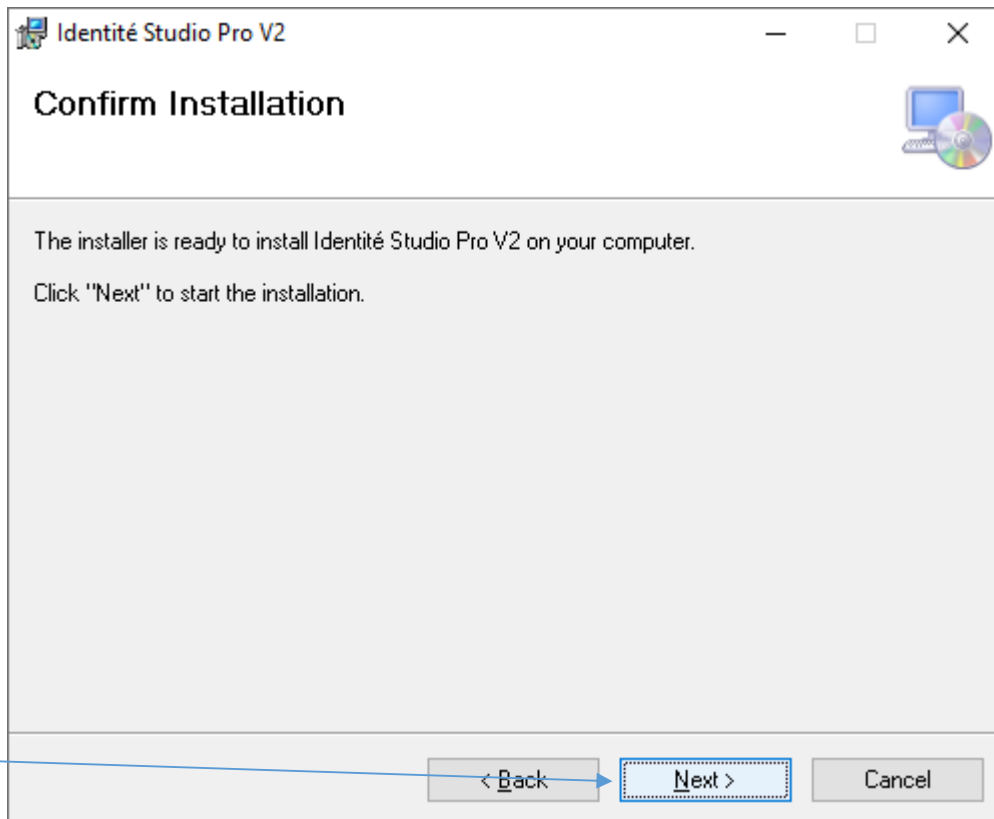 Identité Studio Pro V2
Confirm Installation
The installer is ready to install Identité Studio Pro V2 on your computer.
Click "Next" to start the installation.
< Back
Next >
Cancel